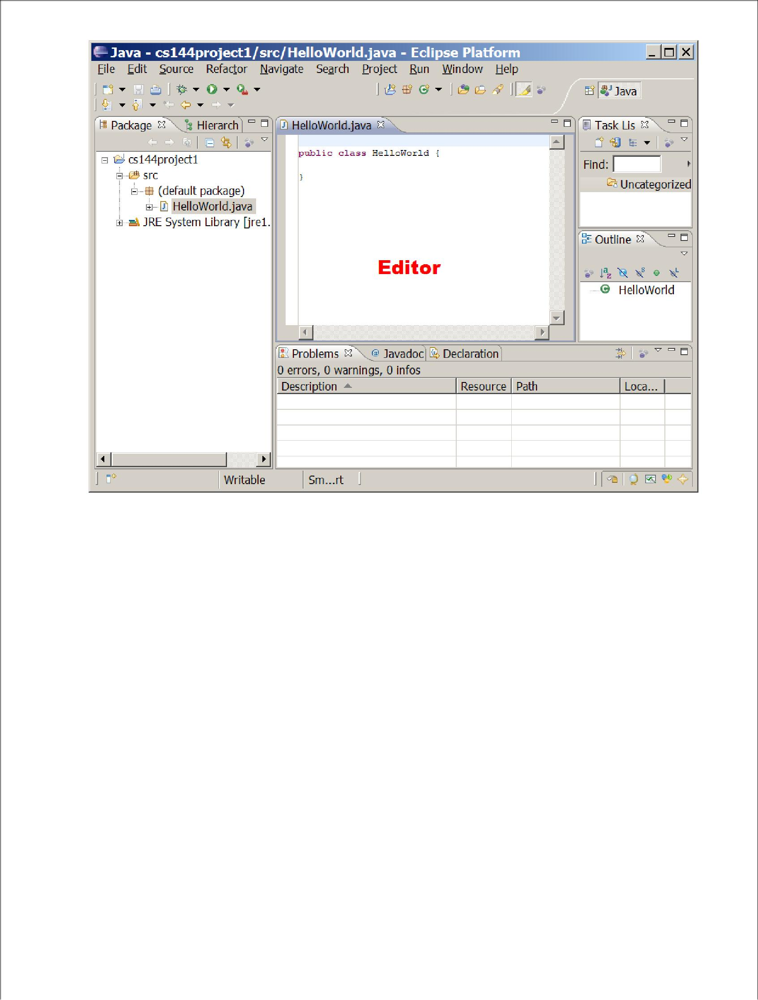 Java - cs144project1/src/HelloWorld.java - Eclipse Platform
File Edit Source Refactor Navigate Search Project Run Window Help
Java
Package Hierarch
cs144project1
src
(default package)
HelloWorld.java
JRE System Library [jre1.
HelloWorld.java
public class HelloWorld {
}
Editor
Task Lis
Find:
Uncategorized
Outline
HelloWorld
Problems @ Javadoc Declaration
0 errors, 0 warnings, 0 infos
Description Resource Path Loca...
Writable Sm...rt